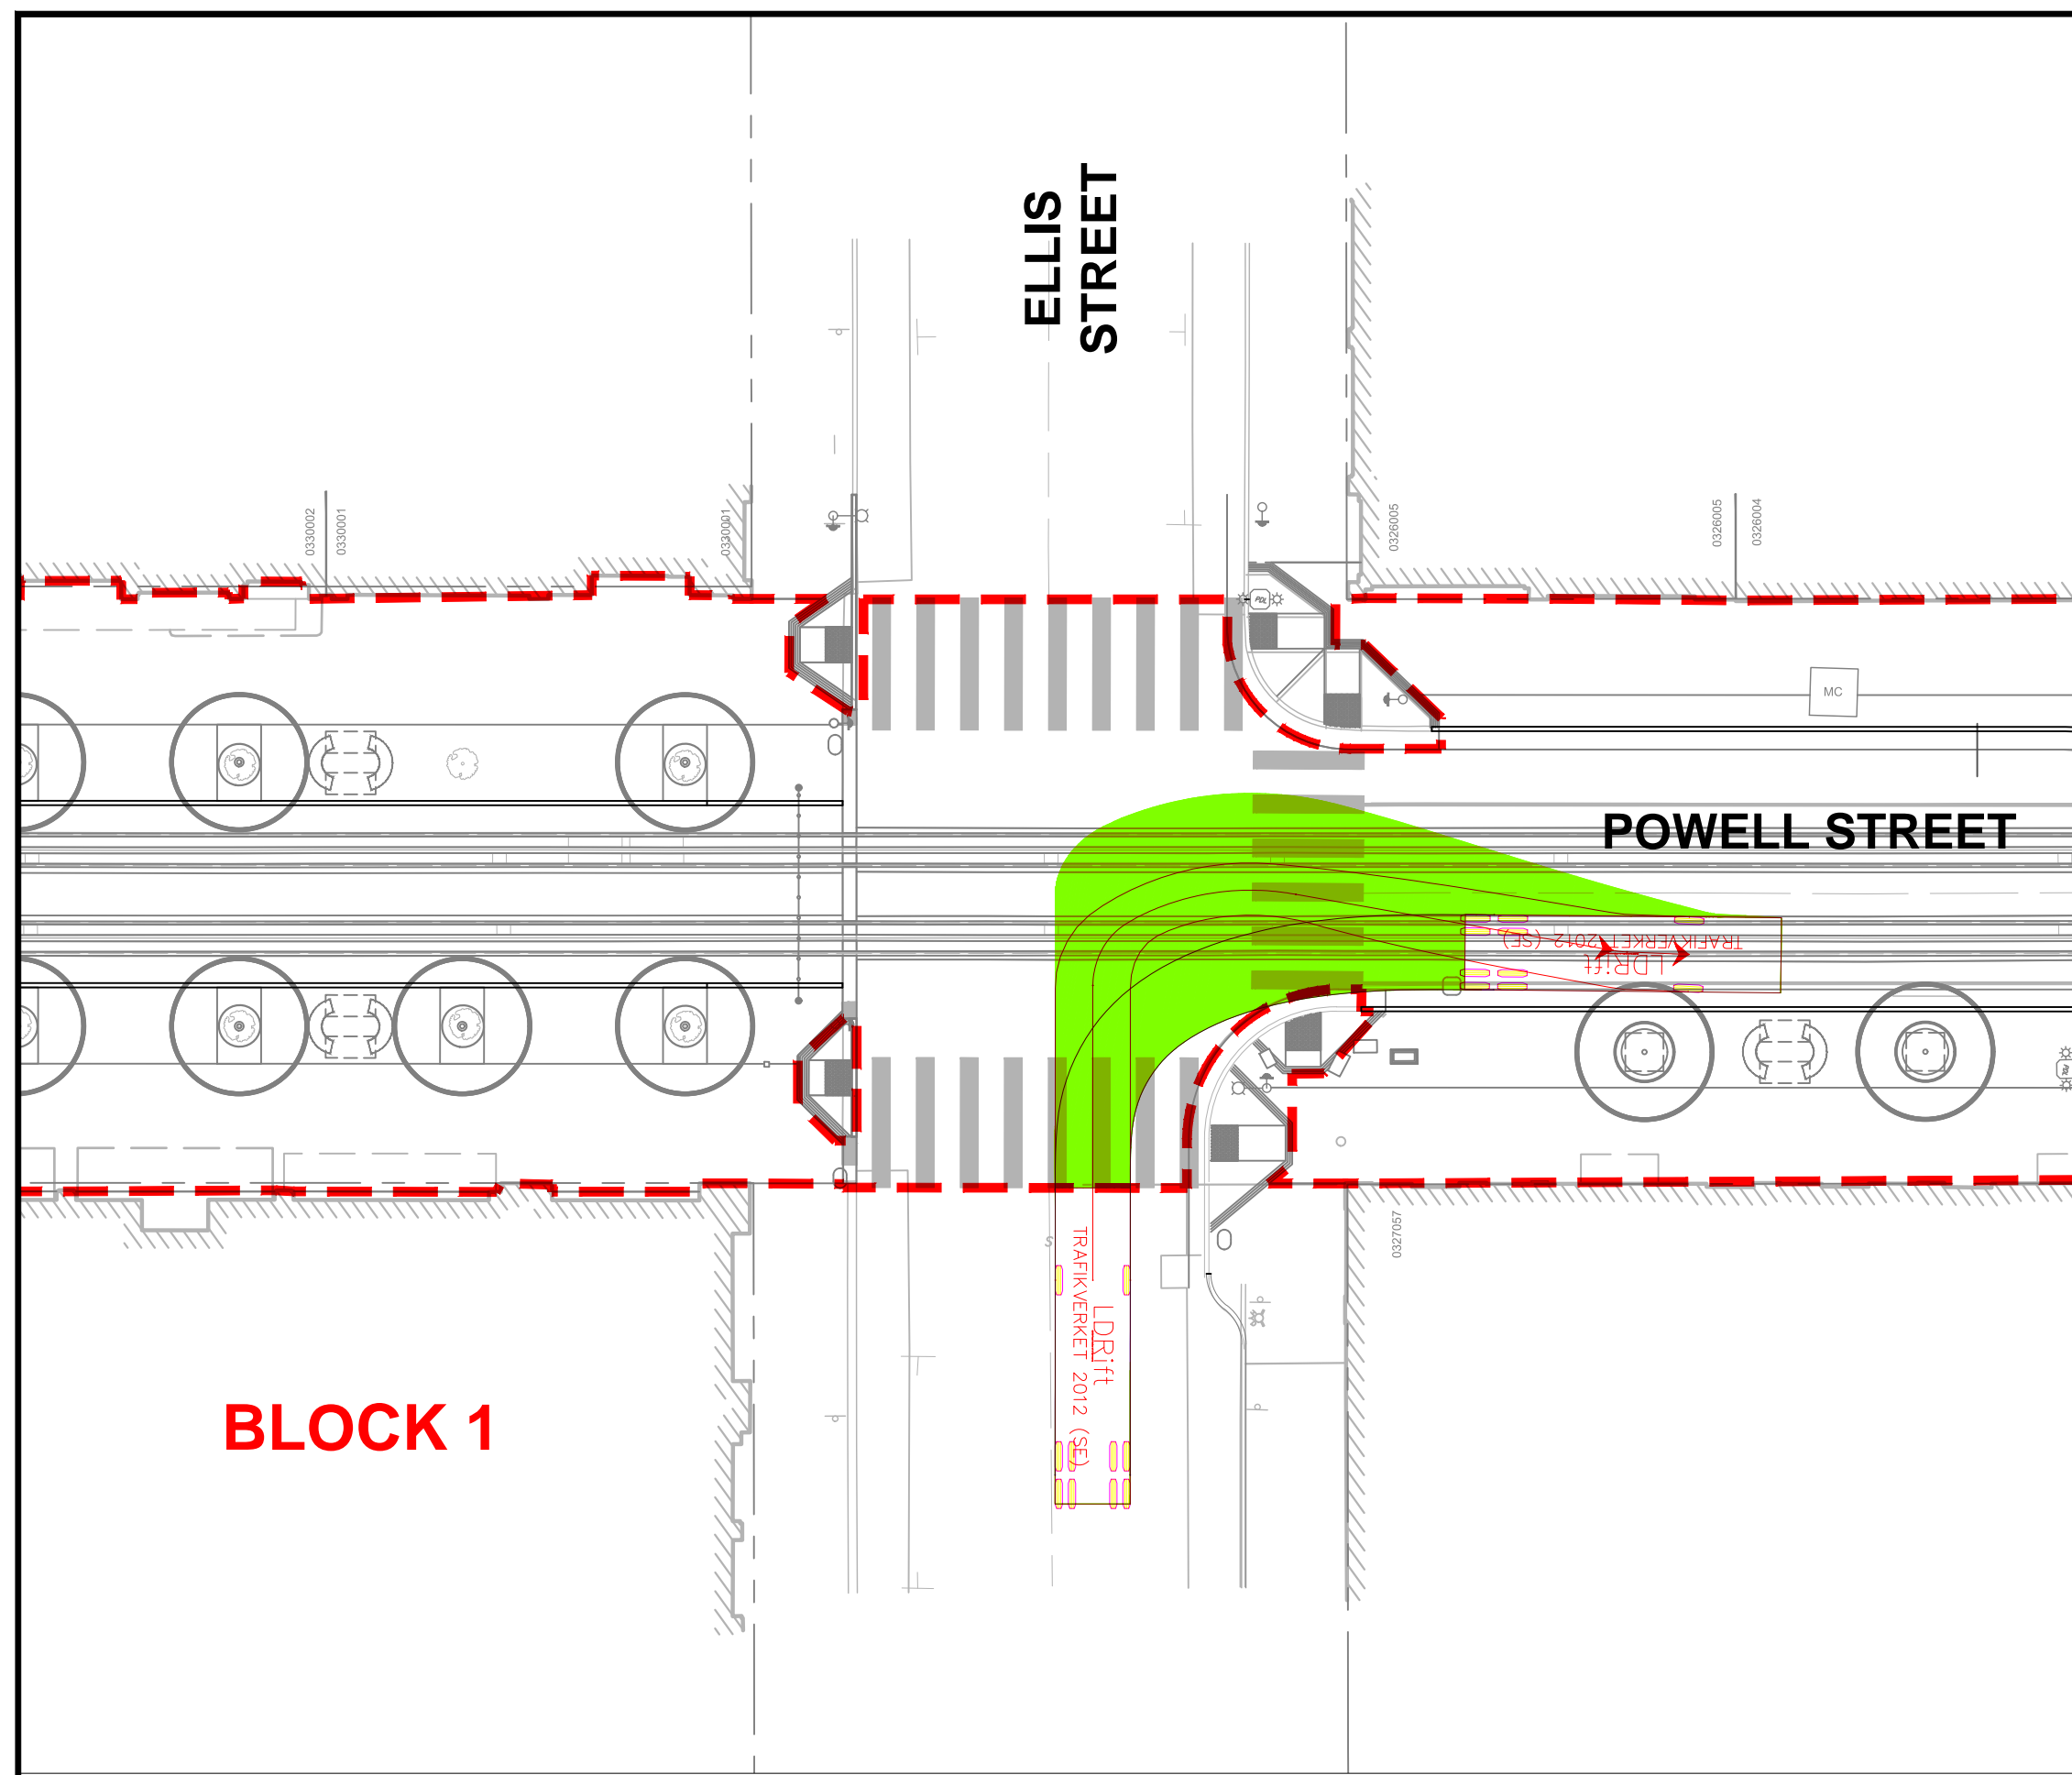 ELLIS
STREET
0330002
0330001
0330001
0326005
0326005
0326004
PDL
MC
POWELL STREET
TRAFIKVERKET 2012 (SE)
LDRift
0327057
S
LDRift
TRAFIKVERKET 2012 (SE)
BLOCK 1